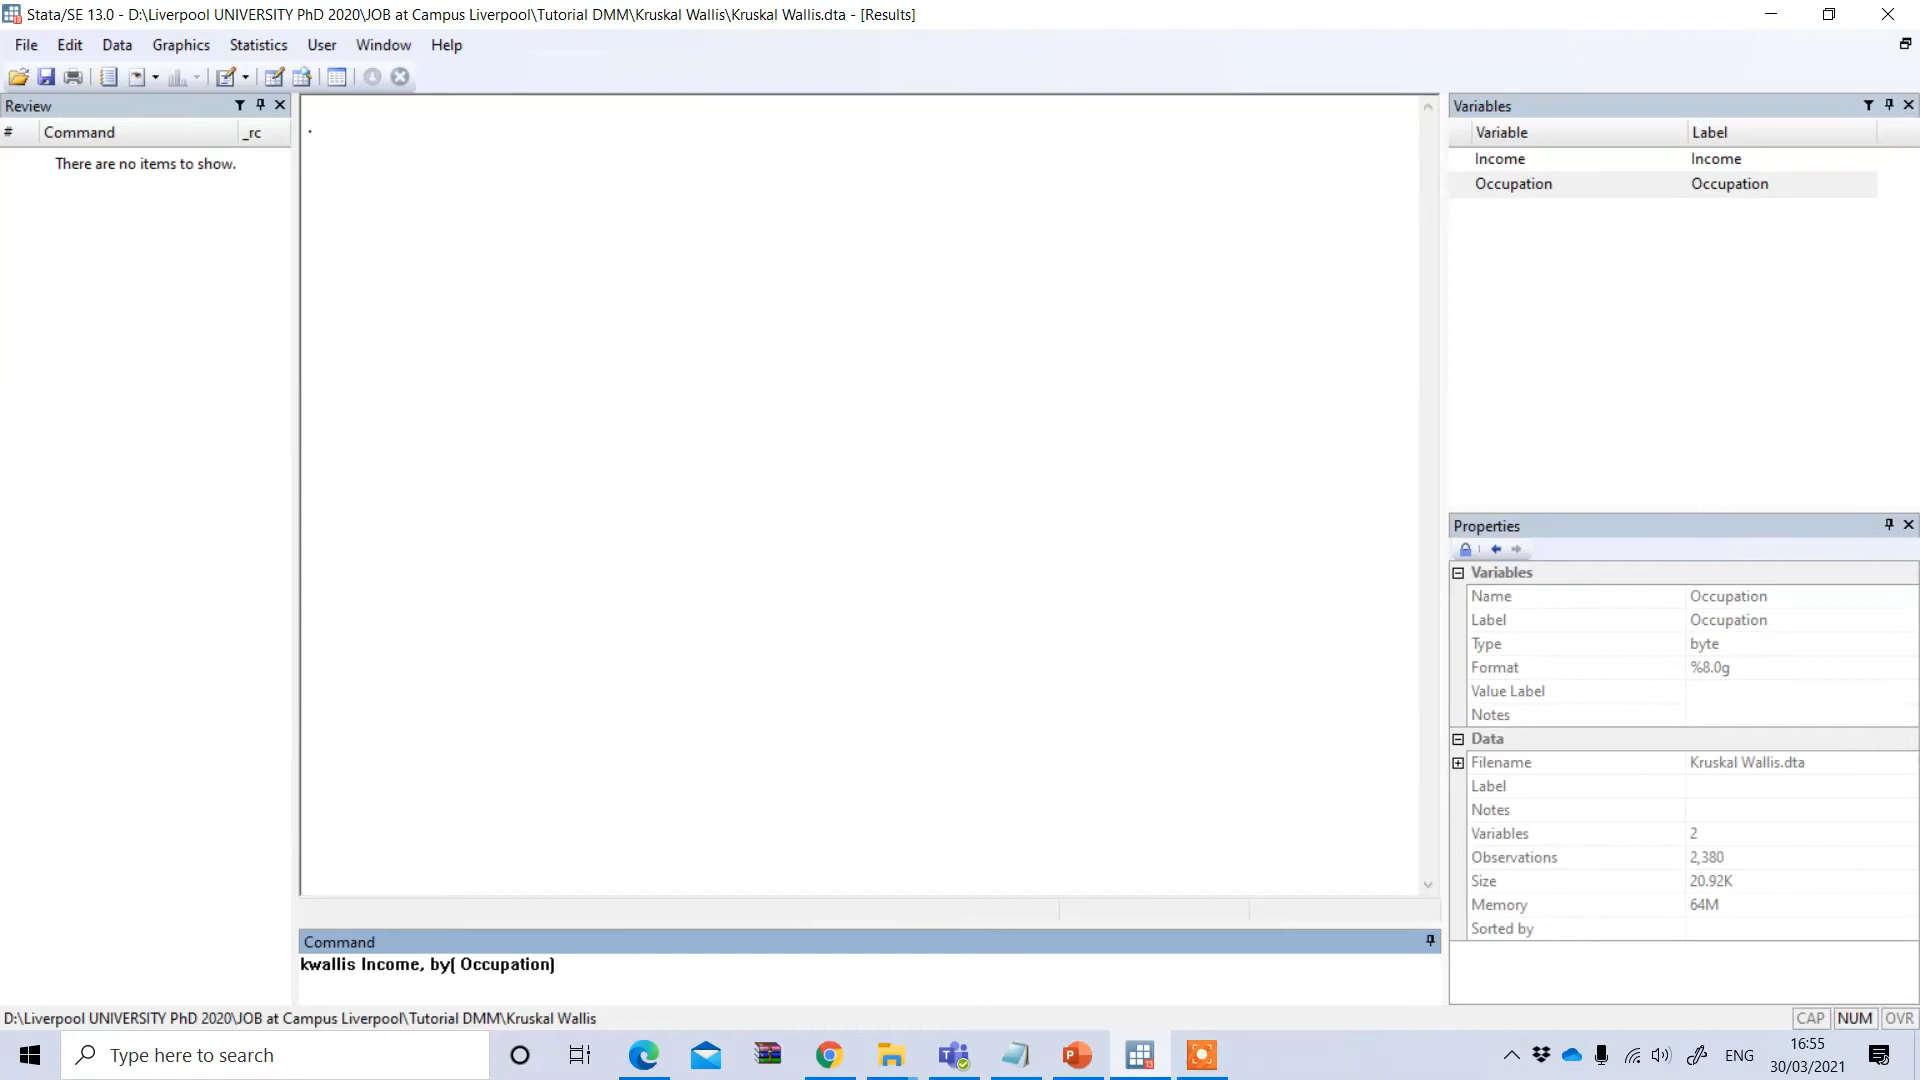 Stata/SE 13.0 - D:\Liverpool UNIVERSITY PhD 2020\JOB at Campus Liverpool\Tutorial DMM\Kruskal Wallis\Kruskal Wallis.dta - [Results]
File Edit Data Graphics Statistics User Window Help
Review
# Command _rc
There are no items to show.
.
Variables
Variable Label
Income Income
Occupation Occupation
Properties
Variables
Name Occupation
Label Occupation
Type byte
Format %8.0g
Value Label
Notes
Data
Filename Kruskal Wallis.dta
Label
Notes
Variables 2
Observations 2,380
Size 20.92K
Memory 64M
Sorted by
Command
kwallis Income, by( Occupation)
D:\Liverpool UNIVERSITY PhD 2020\JOB at Campus Liverpool\Tutorial DMM\Kruskal Wallis
CAP NUM OVR
Type here to search
ENG
16:55
30/03/2021